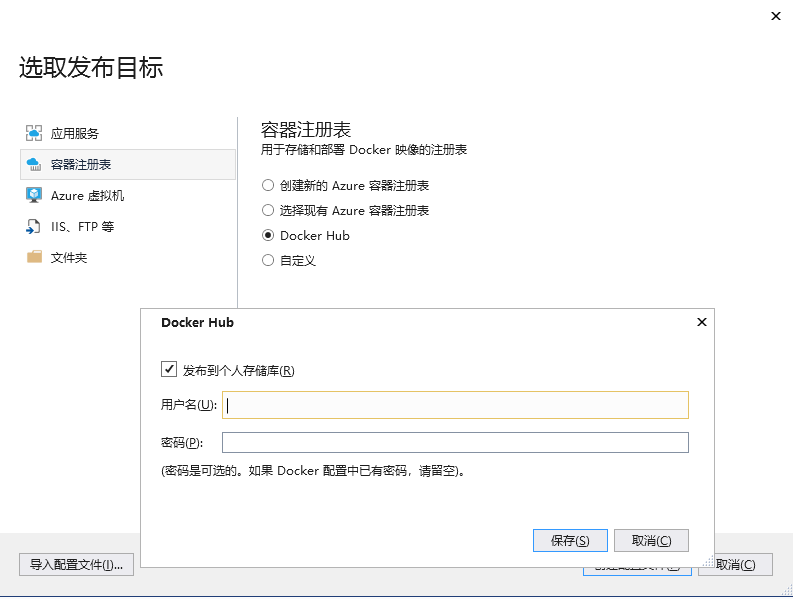 选取发布目标
应用服务
容器注册表
Azure 虚拟机
IIS、FTP 等
文件夹
容器注册表
用于存储和部署 Docker 映像的注册表
创建新的 Azure 容器注册表
选择现有 Azure 容器注册表
Docker Hub
自定义
Docker Hub
发布到个人存储库(R)
用户名(U):
密码(P):
(密码是可选的。如果 Docker 配置中已有密码，请留空)。
保存(S)
取消(C)
导入配置文件(I)...
取消(C)